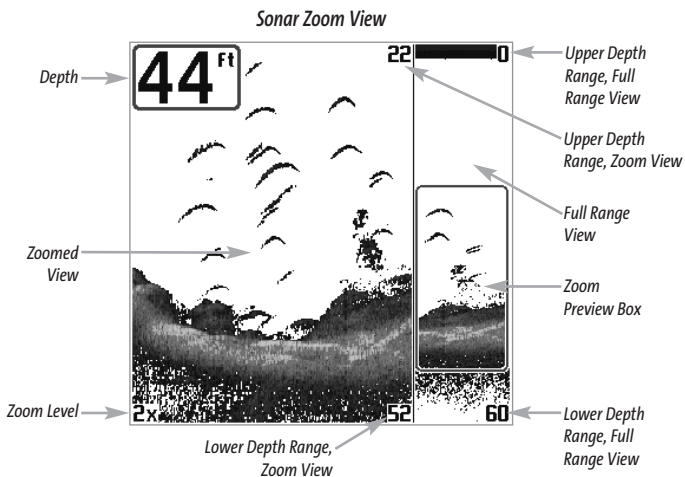 Sonar Zoom View
Depth
44 Ft
22
0
Upper Depth
Range, Full
Range View
Upper Depth
Range, Zoom View
Full Range
View
Zoomed
View
Zoom
Preview Box
Zoom Level
2x
52
60
Lower Depth Range,
Zoom View
Lower Depth
Range, Full
Range View